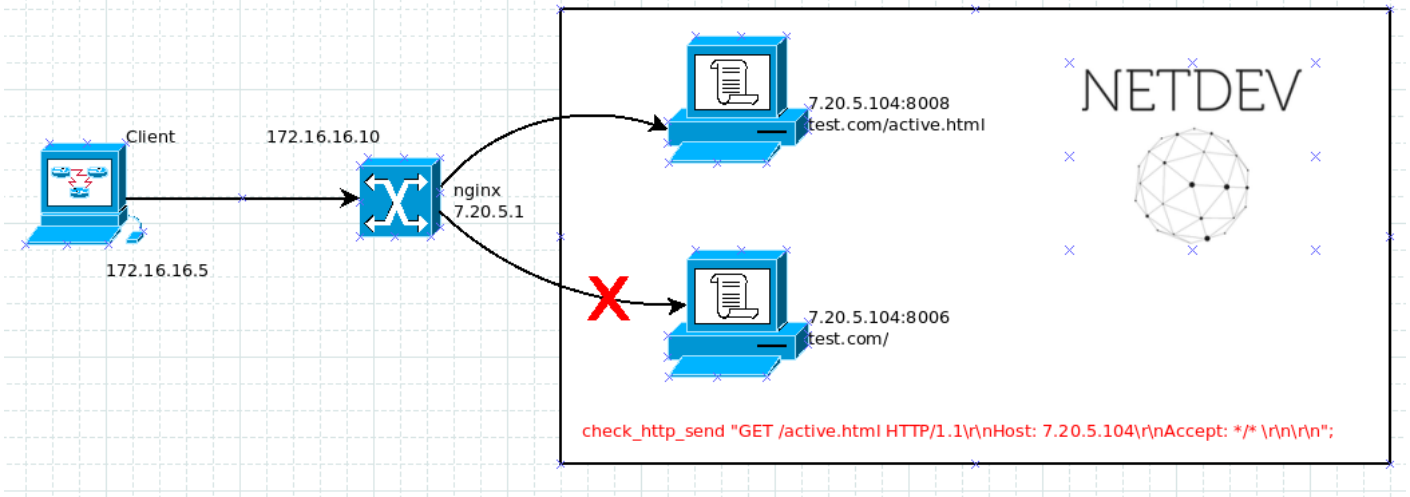 NETDEV
Client
172.16.16.5
172.16.16.10
nginx
7.20.5.1
7.20.5.104:8008
test.com/active.html
7.20.5.104:8006
test.com/
check_http_send "GET /active.html HTTP/1.1\r\nHost: 7.20.5.104\r\nAccept: */* \r\n\r\n";